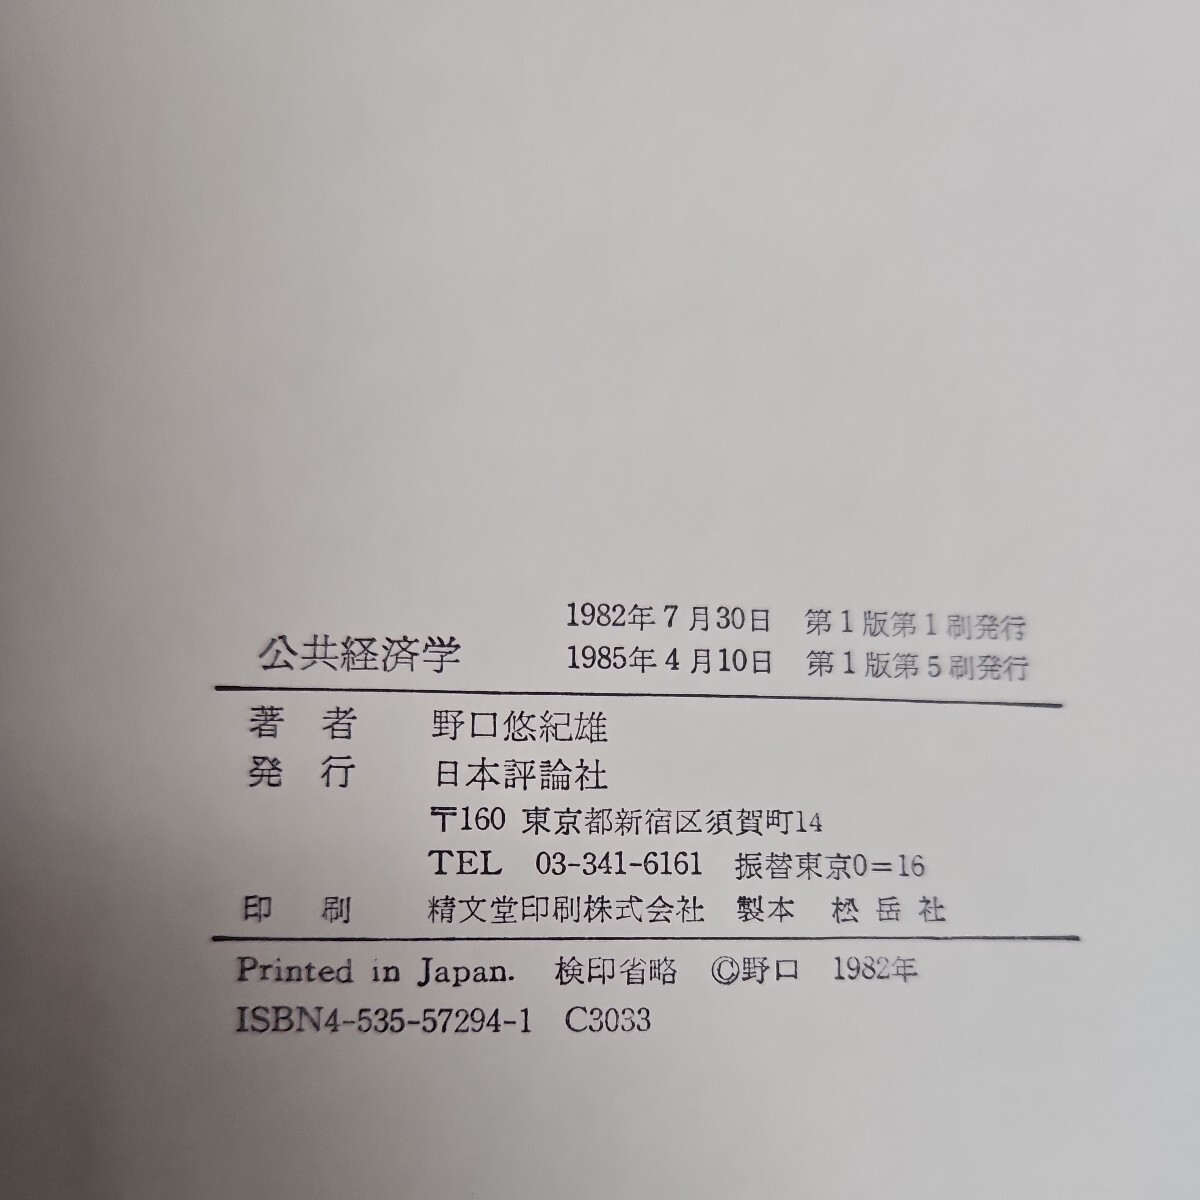 公共経済学
1982年7月30日 第1版第1刷発行
1985年4月10日 第1版第5刷発行
著者 野口悠紀雄
発行 日本評論社
〒160 東京都新宿区須賀町14
TEL 03-341-6161 振替東京0=16
印刷 精文堂印刷株式会社 製本 松岳社
Printed in Japan. 検印省略 ©野口 1982年
ISBN4-535-57294-1 C3033